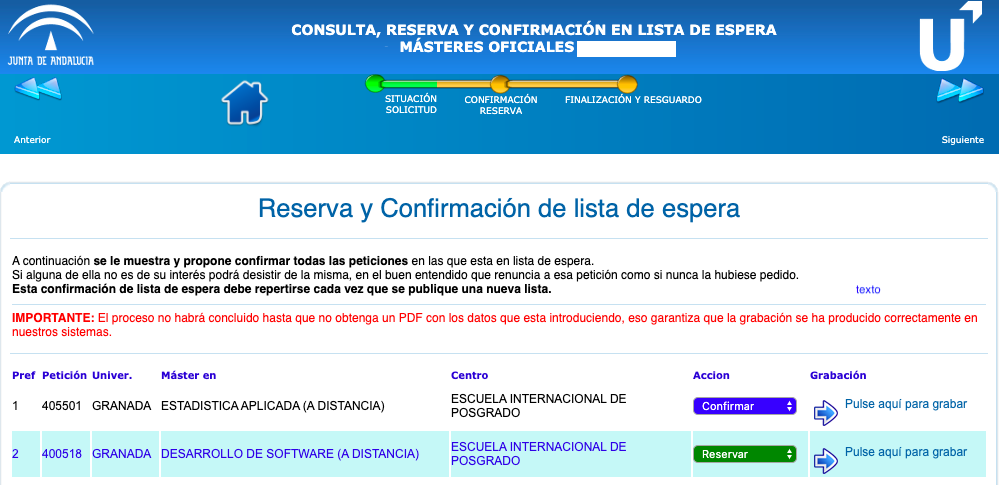 CONSULTA, RESERVA Y CONFIRMACIÓN EN LISTA DE ESPERA
MÁSTERES OFICIALES
JUNTA DE ANDALUCIA
SITUACIÓN SOLICITUD
CONFIRMACIÓN RESERVA
FINALIZACIÓN Y RESGUARDO
Anterior
Siguiente
Reserva y Confirmación de lista de espera
A continuación se le muestra y propone confirmar todas las peticiones en las que esta en lista de espera.
Si alguna de ella no es de su interés podrá desistir de la misma, en el buen entendido que renuncia a esa petición como si nunca la hubiese pedido.
Esta confirmación de lista de espera debe repertirse cada vez que se publique una nueva lista.
texto
IMPORTANTE: El proceso no habrá concluido hasta que no obtenga un PDF con los datos que esta introduciendo, eso garantiza que la grabación se ha producido correctamente en
nuestros sistemas.
Pref Petición Univer. Máster en Centro Accion Grabación
1 405501 GRANADA ESTADISTICA APLICADA (A DISTANCIA) ESCUELA INTERNACIONAL DE POSGRADO Confirmar Pulse aquí para grabar
2 400518 GRANADA DESARROLLO DE SOFTWARE (A DISTANCIA) ESCUELA INTERNACIONAL DE POSGRADO Reservar Pulse aquí para grabar